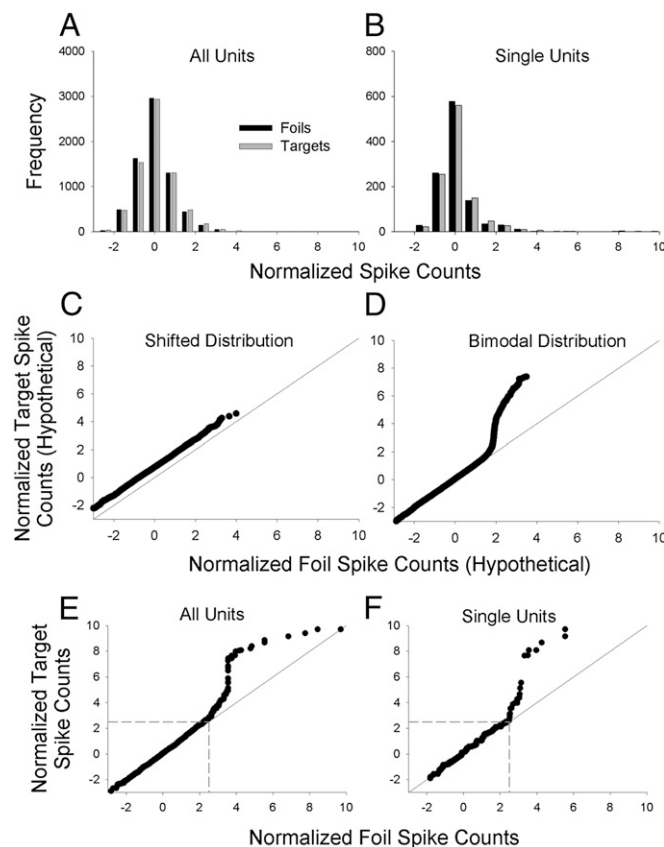 A
B
All Units
Single Units
4000
3000
2000
1000
0
800
600
400
200
0
Frequency
Foils
Targets
-2 0 2 4 6 8 10
-2 0 2 4 6 8 10
Normalized Spike Counts
C
D
Shifted Distribution
Bimodal Distribution
10
8
6
4
2
0
-2
10
8
6
4
2
0
-2
Normalized Target Spike
Counts (Hypothetical)
-2 0 2 4 6 8 10
-2 0 2 4 6 8 10
Normalized Foil Spike Counts (Hypothetical)
E
F
All Units
Single Units
10
8
6
4
2
0
-2
10
8
6
4
2
0
-2
Normalized Target
Spike Counts
-2 0 2 4 6 8 10
-2 0 2 4 6 8 10
Normalized Foil Spike Counts